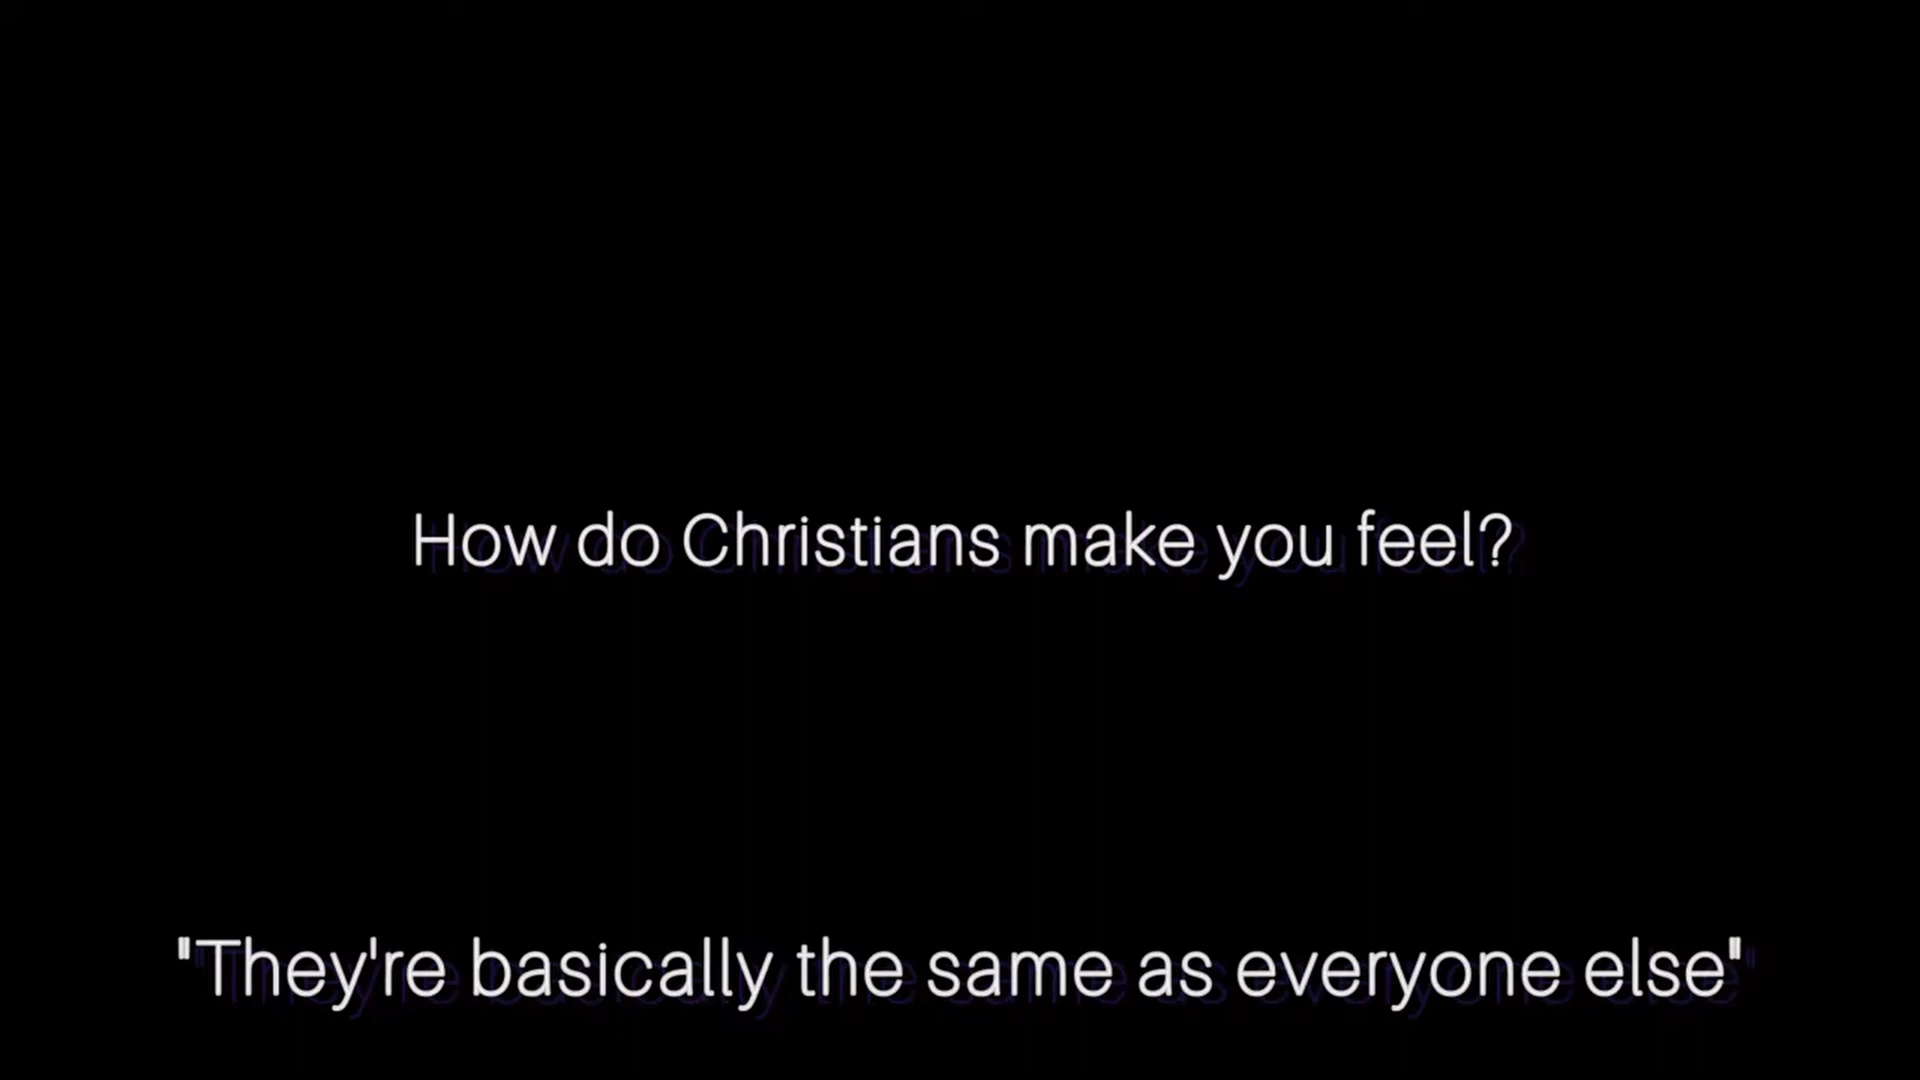 How do Christians make you feel?
"They're basically the same as everyone else"